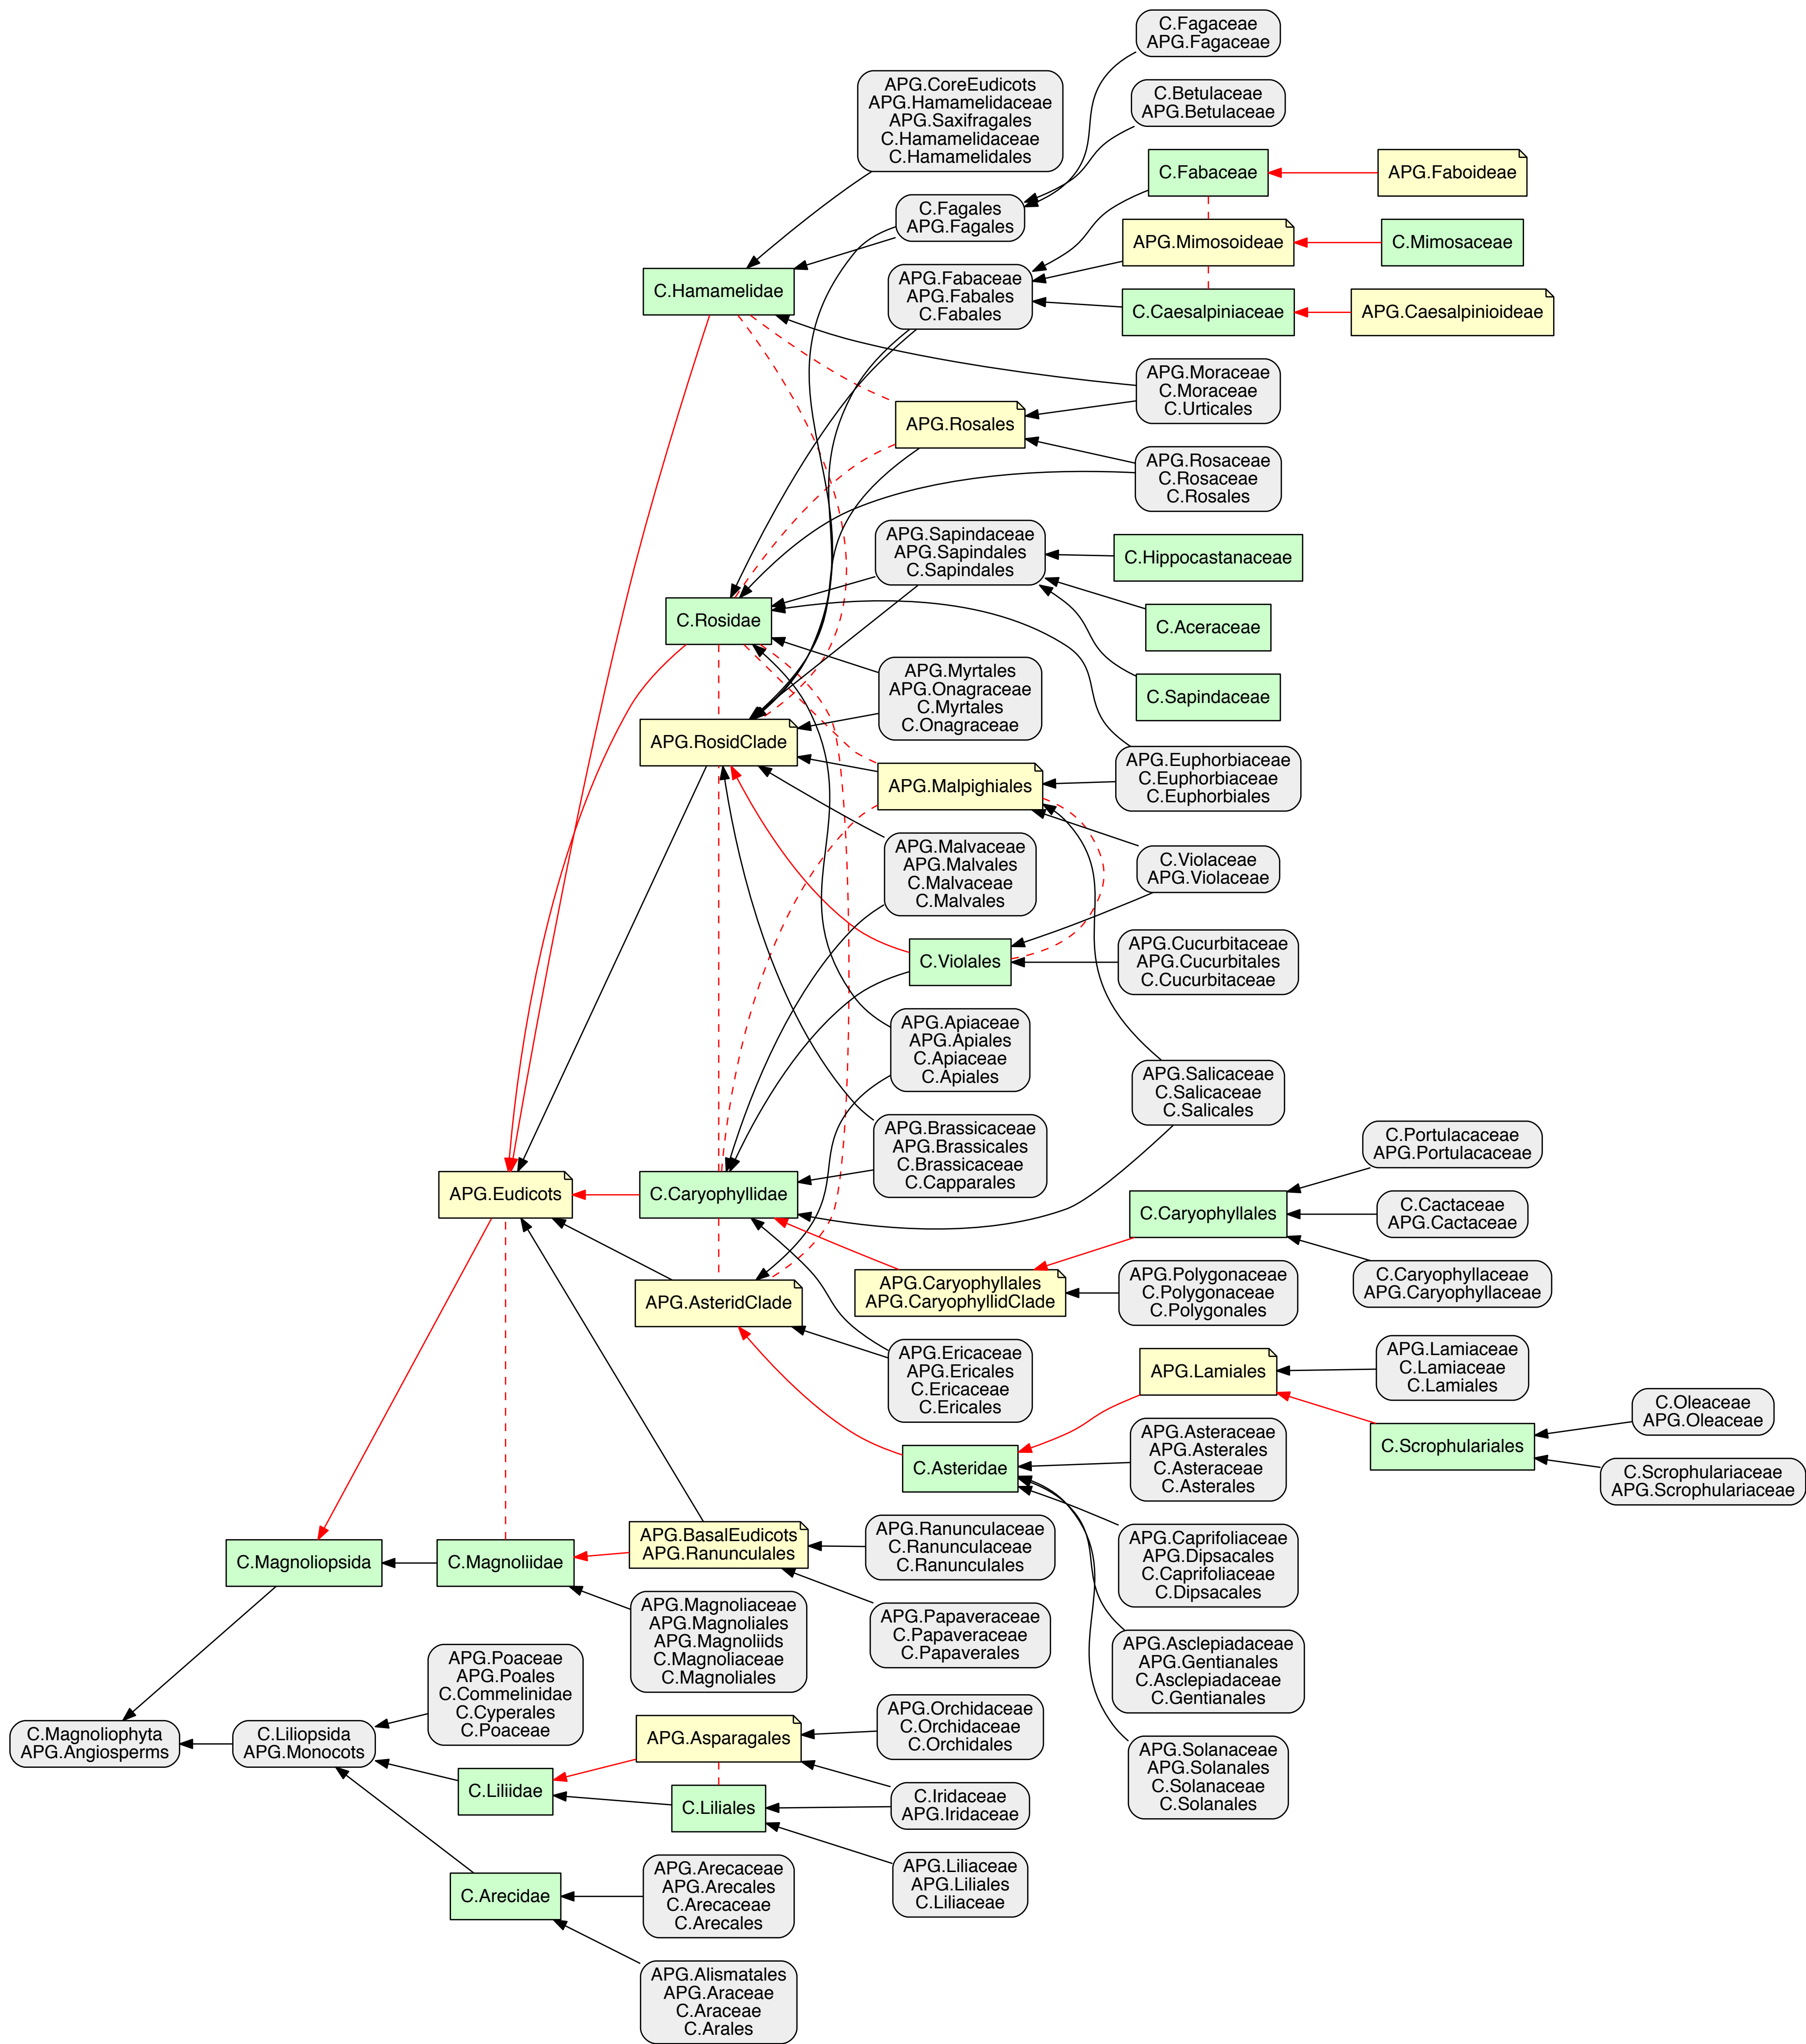 C.Fagaceae
APG.Fagaceae
APG.CoreEudicots
APG.Hamamelidaceae
APG.Saxifragales
C.Hamamelidaceae
C.Hamamelidales
C.Betulaceae
APG.Betulaceae
C.Fabaceae
APG.Faboideae
C.Fagales
APG.Fagales
APG.Mimosoideae
C.Mimosaceae
C.Hamamelidae
APG.Fabaceae
APG.Fabales
C.Fabales
C.Caesalpiniaceae
APG.Caesalpinioideae
APG.Moraceae
C.Moraceae
C.Urticales
APG.Rosales
APG.Rosaceae
C.Rosaceae
C.Rosales
APG.Sapindaceae
APG.Sapindales
C.Sapindales
C.Hippocastanaceae
C.Rosidae
C.Aceraceae
APG.Myrtales
APG.Onagraceae
C.Myrtales
C.Onagraceae
C.Sapindaceae
APG.RosidClade
APG.Malpighiales
APG.Euphorbiaceae
C.Euphorbiaceae
C.Euphorbiales
APG.Malvaceae
APG.Malvales
C.Malvaceae
C.Malvales
C.Violaceae
APG.Violaceae
C.Violales
APG.Cucurbitaceae
APG.Cucurbitales
C.Cucurbitaceae
APG.Apiaceae
APG.Apiales
C.Apiaceae
C.Apiales
APG.Salicaceae
C.Salicaceae
C.Salicales
APG.Brassicaceae
APG.Brassicales
C.Brassicaceae
C.Capparales
C.Portulacaceae
APG.Portulacaceae
APG.Eudicots
C.Caryophyllidae
C.Caryophyllales
C.Cactaceae
APG.Cactaceae
APG.AsteridClade
APG.Caryophyllales
APG.CaryophyllidClade
APG.Polygonaceae
C.Polygonaceae
C.Polygonales
C.Caryophyllaceae
APG.Caryophyllaceae
APG.Ericaceae
APG.Ericales
C.Ericaceae
C.Ericales
APG.Lamiales
APG.Lamiaceae
C.Lamiaceae
C.Lamiales
C.Oleaceae
APG.Oleaceae
C.Scrophulariales
C.Asteridae
APG.Asteraceae
APG.Asterales
C.Asteraceae
C.Asterales
C.Scrophulariaceae
APG.Scrophulariaceae
C.Magnoliopsida
C.Magnoliidae
APG.BasalEudicots
APG.Ranunculales
APG.Ranunculaceae
C.Ranunculaceae
C.Ranunculales
APG.Caprifoliaceae
APG.Dipsacales
C.Caprifoliaceae
C.Dipsacales
APG.Magnoliaceae
APG.Magnoliales
APG.Magnoliids
C.Magnoliaceae
C.Magnoliales
APG.Papaveraceae
C.Papaveraceae
C.Papaverales
APG.Asclepiadaceae
APG.Gentianales
C.Asclepiadaceae
C.Gentianales
APG.Poaceae
APG.Poales
C.Commelinidae
C.Cyperales
C.Poaceae
C.Magnoliophyta
APG.Angiosperms
C.Liliopsida
APG.Monocots
APG.Asparagales
APG.Orchidaceae
C.Orchidaceae
C.Orchidales
APG.Solanaceae
APG.Solanales
C.Solanaceae
C.Solanales
C.Liliidae
C.Liliales
C.Iridaceae
APG.Iridaceae
APG.Liliaceae
APG.Liliales
C.Liliaceae
C.Arecidae
APG.Arecaceae
APG.Arecales
C.Arecaceae
C.Arecales
APG.Alismatales
APG.Araceae
C.Araceae
C.Arales